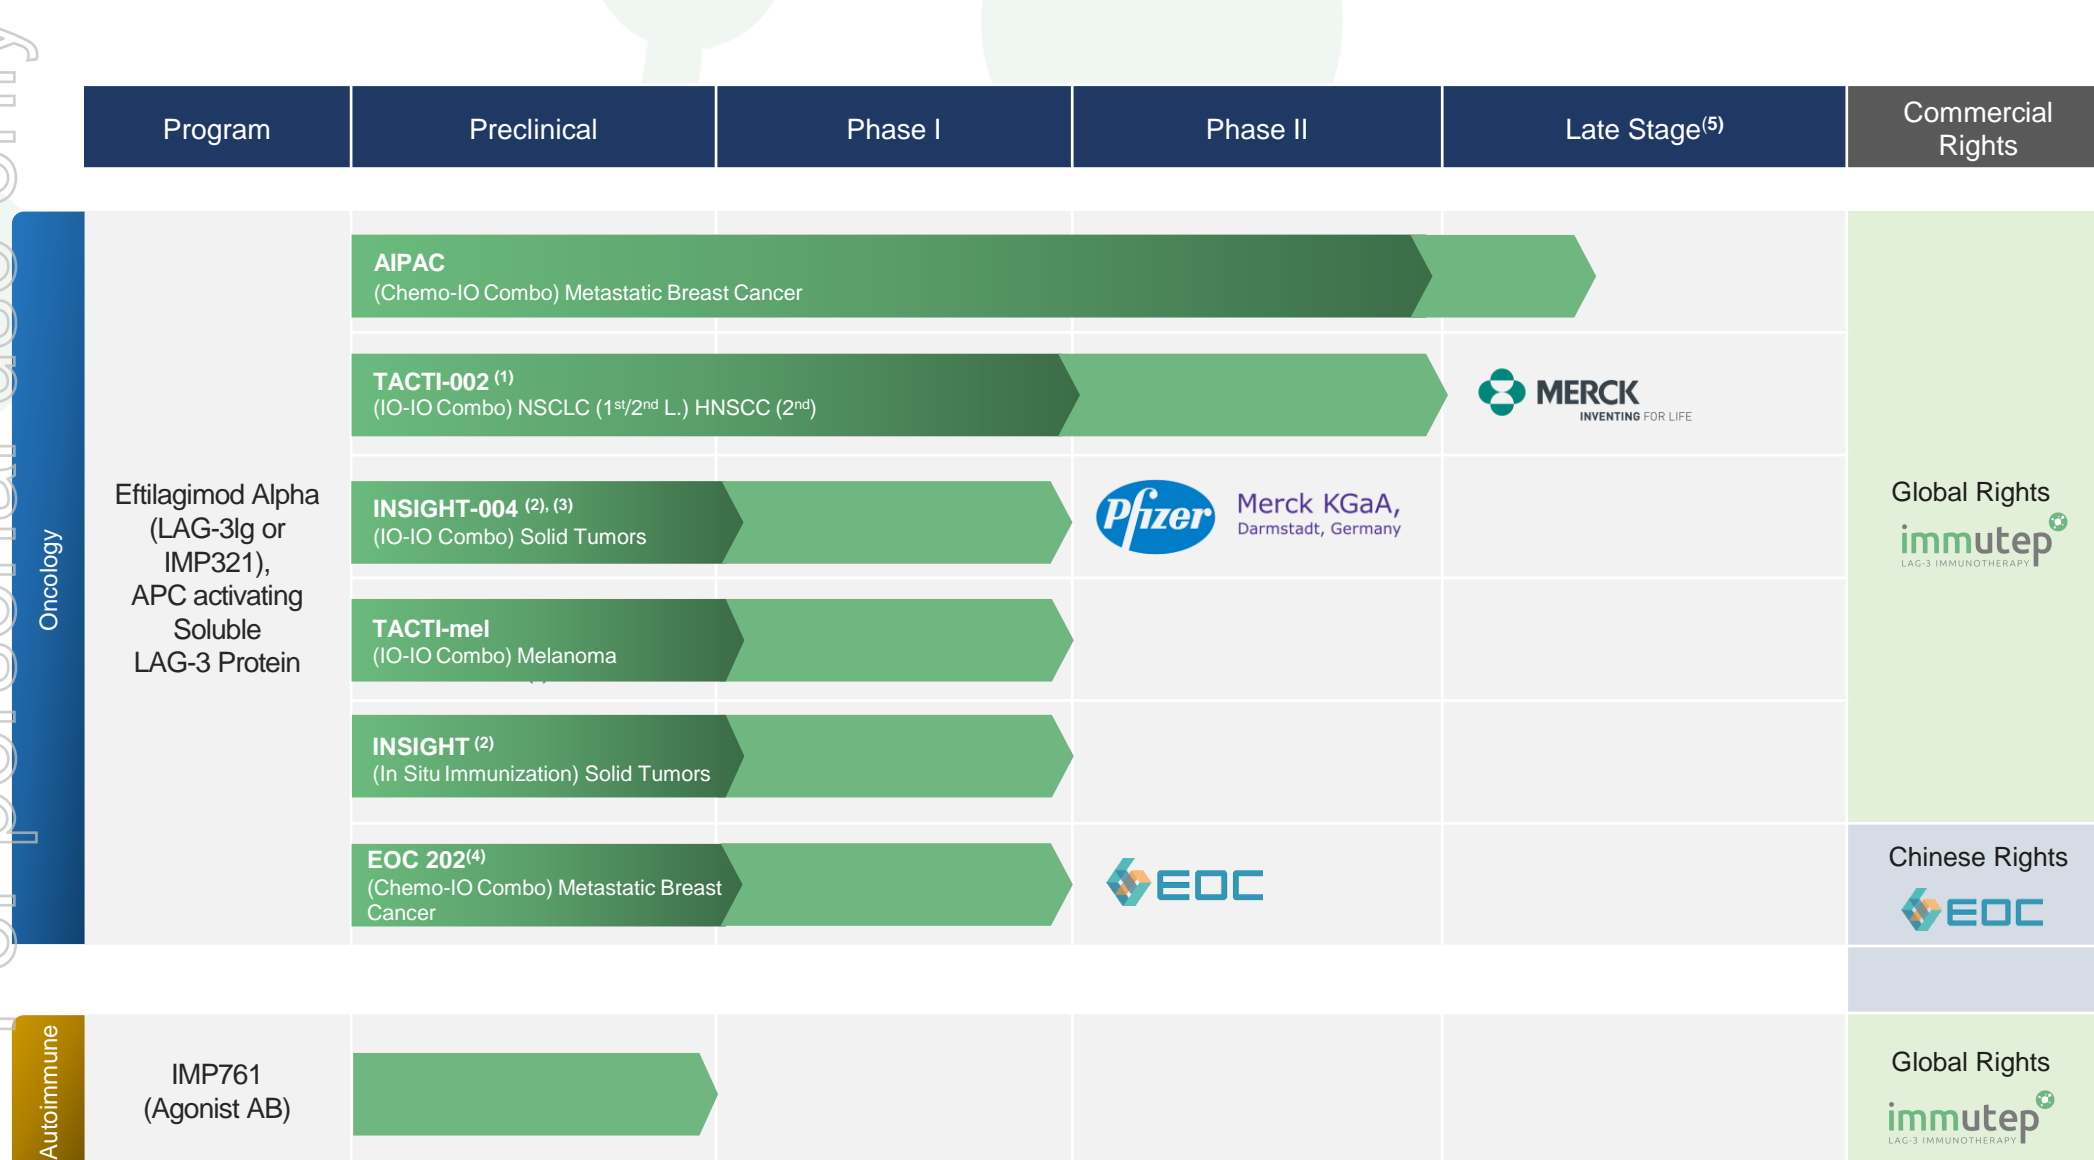 Program
Preclinical
Phase I
Phase II
Late Stage(5)
Commercial
Rights
Oncology
Eftilagimod Alpha
(LAG-3Ig or
IMP321),
APC activating
Soluble
LAG-3 Protein
AIPAC
(Chemo-IO Combo) Metastatic Breast Cancer
TACTI-002 (1)
(IO-IO Combo) NSCLC (1st/2nd L.) HNSCC (2nd)
MERCK
INVENTING FOR LIFE
INSIGHT-004 (2), (3)
(IO-IO Combo) Solid Tumors
Pfizer
Merck KGaA,
Darmstadt, Germany
TACTI-mel
(IO-IO Combo) Melanoma
INSIGHT (2)
(In Situ Immunization) Solid Tumors
EOC 202(4)
(Chemo-IO Combo) Metastatic Breast
Cancer
EOC
Global Rights
immutep
LAG-3 IMMUNOTHERAPY
Chinese Rights
EOC
Autoimmune
IMP761
(Agonist AB)
Global Rights
immutep
LAG-3 IMMUNOTHERAPY